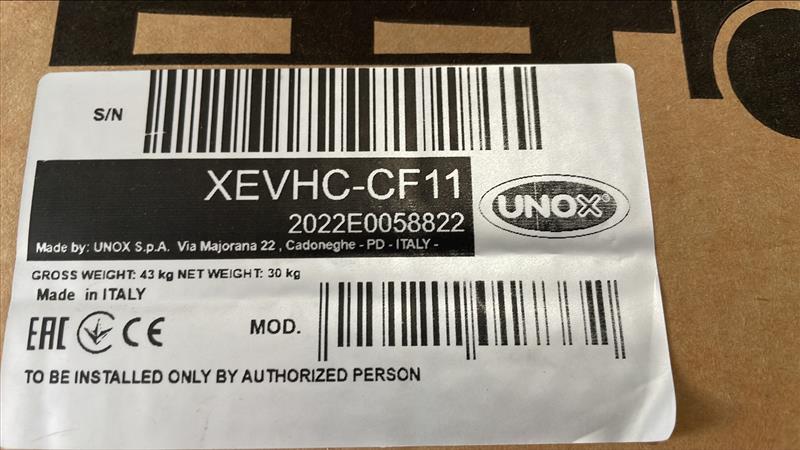 S/N
XEVHC-CF11
2022E0058822
UNOX
Made by: UNOX S.p.A. Via Majorana 22 , Cadoneghe - PD - ITALY -
GROSS WEIGHT: 43 kg NET WEIGHT: 30 kg
Made in ITALY
EAC CE
MOD.
TO BE INSTALLED ONLY BY AUTHORIZED PERSON